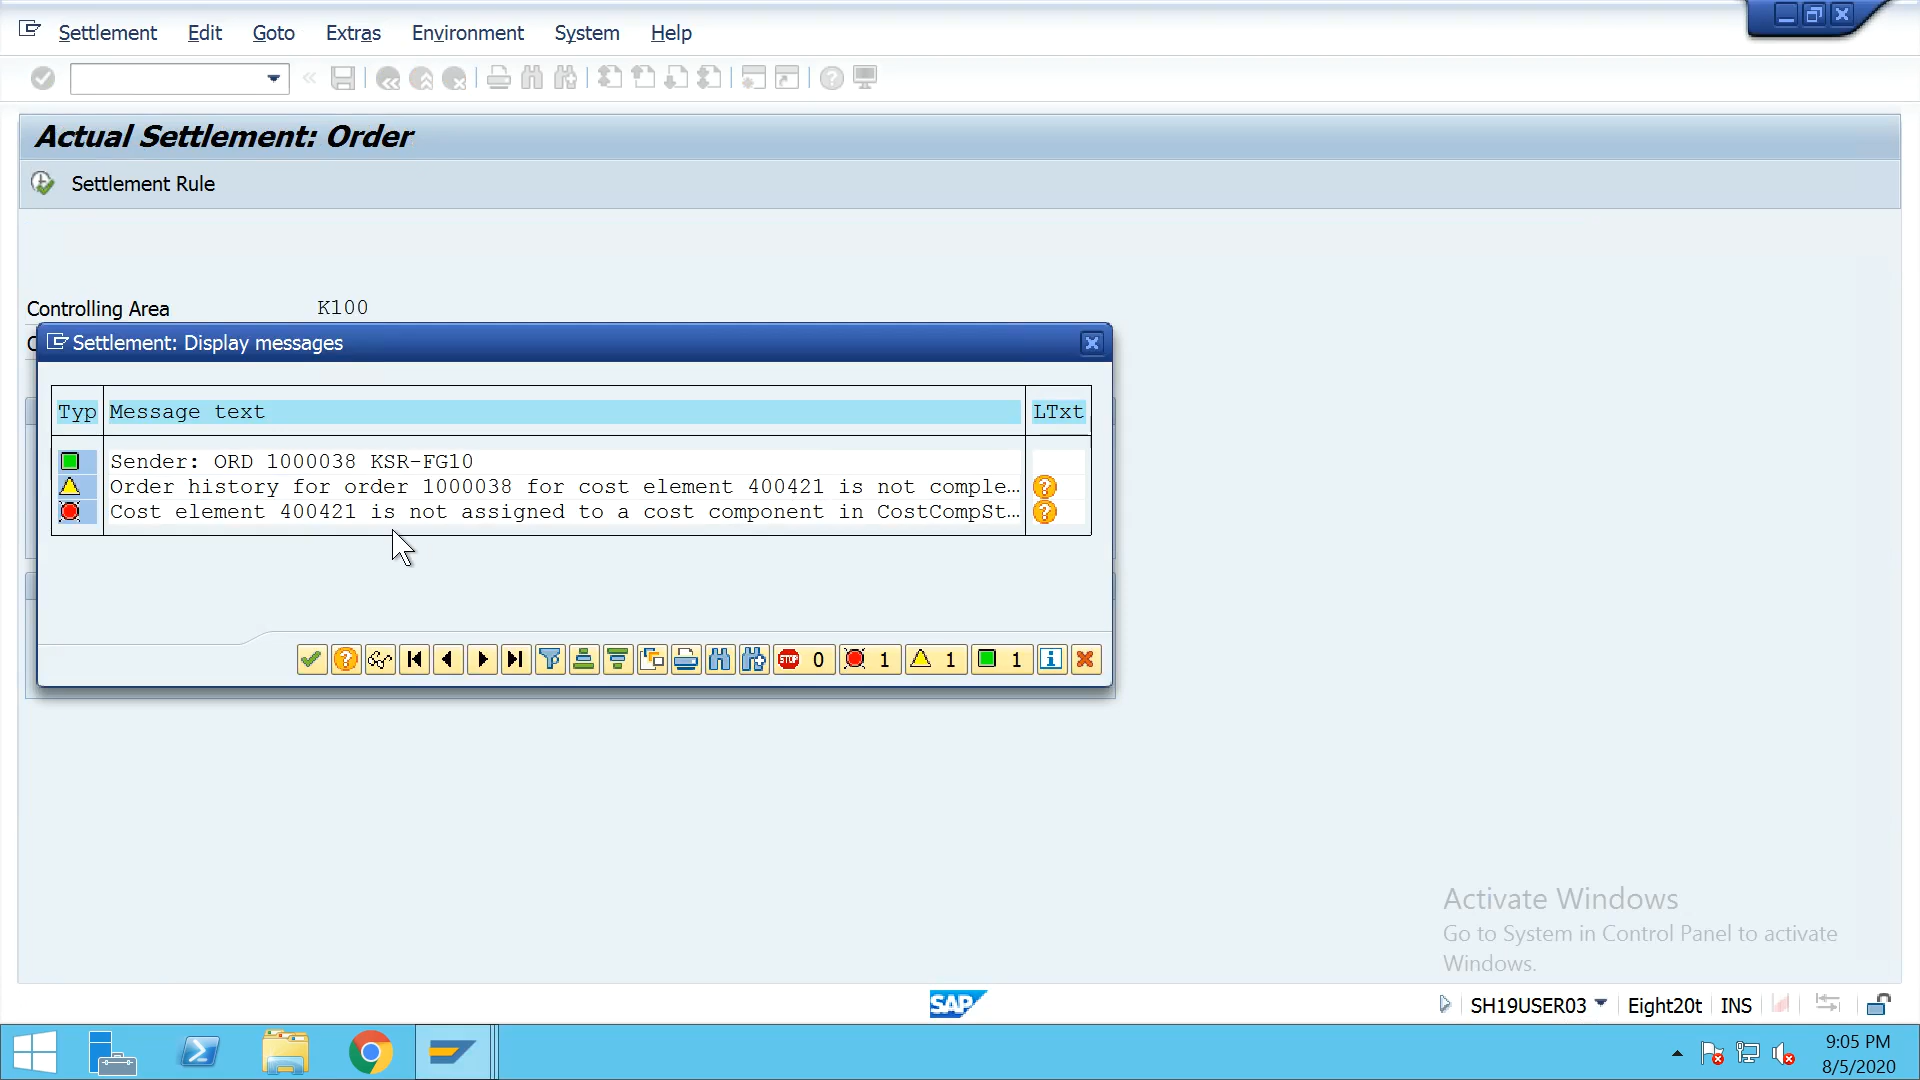 Settlement Edit Goto Extras Environment System Help
Actual Settlement: Order
Settlement Rule
Controlling Area K100
Settlement: Display messages
Typ Message text LTxt
Sender: ORD 1000038 KSR-FG10
Order history for order 1000038 for cost element 400421 is not comple...
Cost element 400421 is not assigned to a cost component in CostCompSt...
STOP 0 1 1 1
Activate Windows
Go to System in Control Panel to activate
Windows.
SAP
SH19USER03 Eight20t INS
9:05 PM
8/5/2020